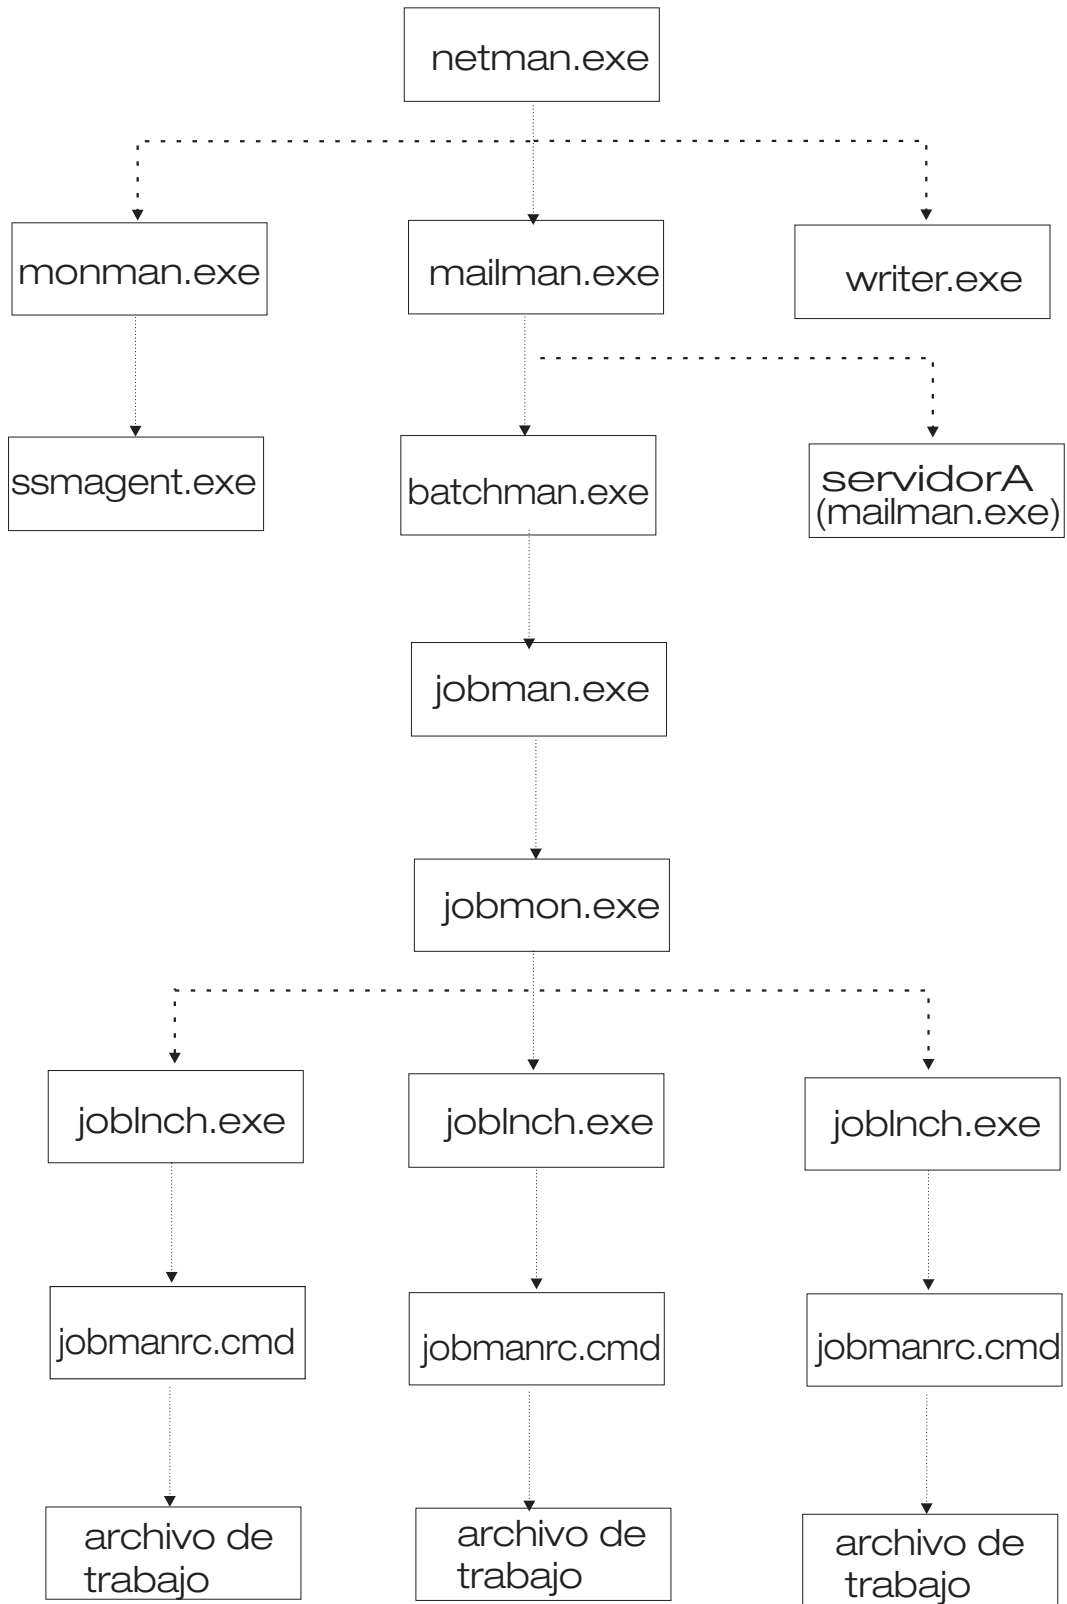 netman.exe
monman.exe
mailman.exe
writer.exe
ssmagent.exe
batchman.exe
servidorA
(mailman.exe)
jobman.exe
jobmon.exe
joblnch.exe
joblnch.exe
joblnch.exe
jobmanrc.cmd
jobmanrc.cmd
jobmanrc.cmd
archivo de
trabajo
archivo de
trabajo
archivo de
trabajo